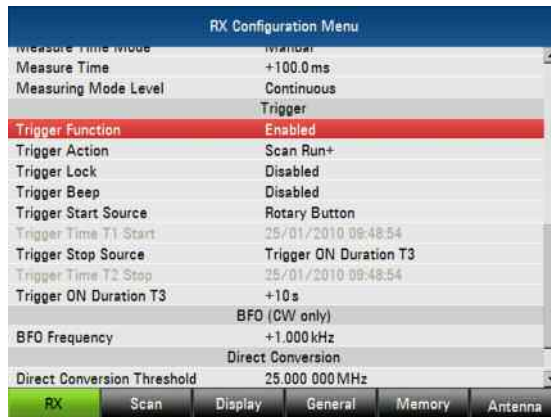 RX Configuration Menu
Measure Time Mode Manual
Measure Time +100.0 ms
Measuring Mode Level Continuous
Trigger
Trigger Function Enabled
Trigger Action Scan Run+
Trigger Lock Disabled
Trigger Beep Disabled
Trigger Start Source Rotary Button
Trigger Time T1 Start 25/01/2010 09:48:54
Trigger Stop Source Trigger ON Duration T3
Trigger Time T2 Stop 25/01/2010 09:48:54
Trigger ON Duration T3 +10 s
BFO (CW only)
BFO Frequency +1.000 kHz
Direct Conversion
Direct Conversion Threshold 25.000 000 MHz
RX Scan Display General Memory Antenna